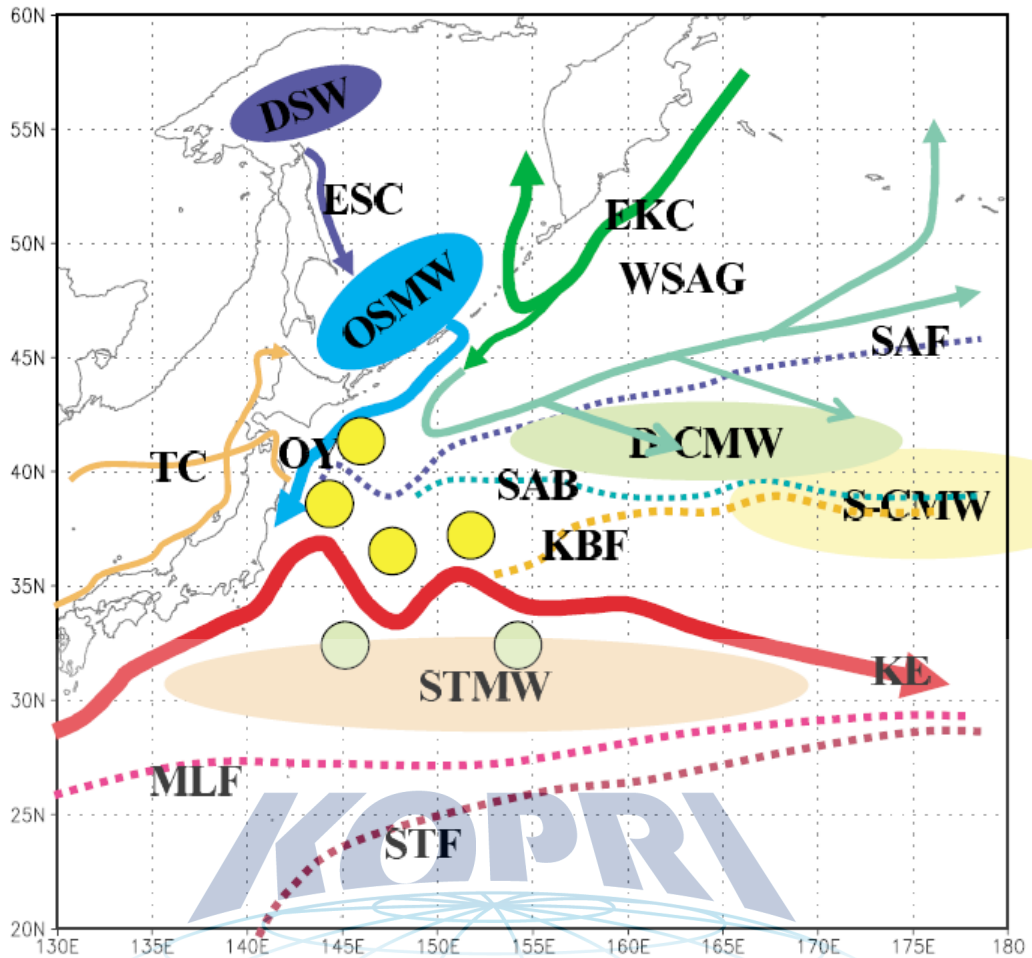 60N
DSW
55N
ESC
EKC
50N
WSAG
OSMW
SAF
45N
D-CMW
OY
TC
40N
SAB
S-CMW
KBF
35N
KE
STMW
30N
MLF
STF
25N
KOPRI
20N
130E 135E 140E 145E 150E 155E 160E 165E 170E 175E 180